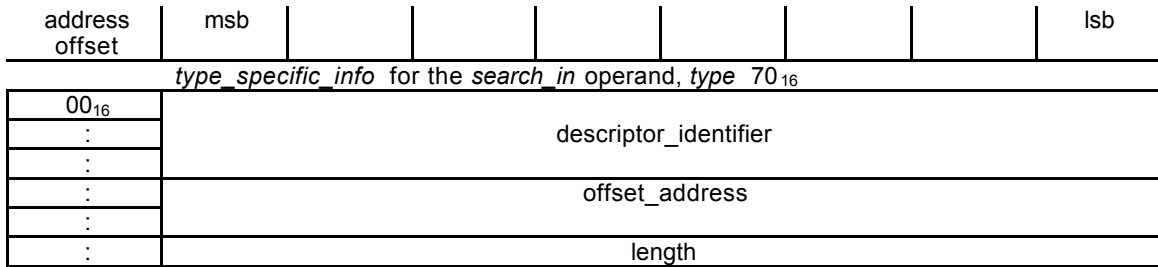 address offset msb lsb
type_specific_info for the search_in operand, type 70₁₆
00₁₆
: descriptor_identifier
:
: offset_address
:
: length